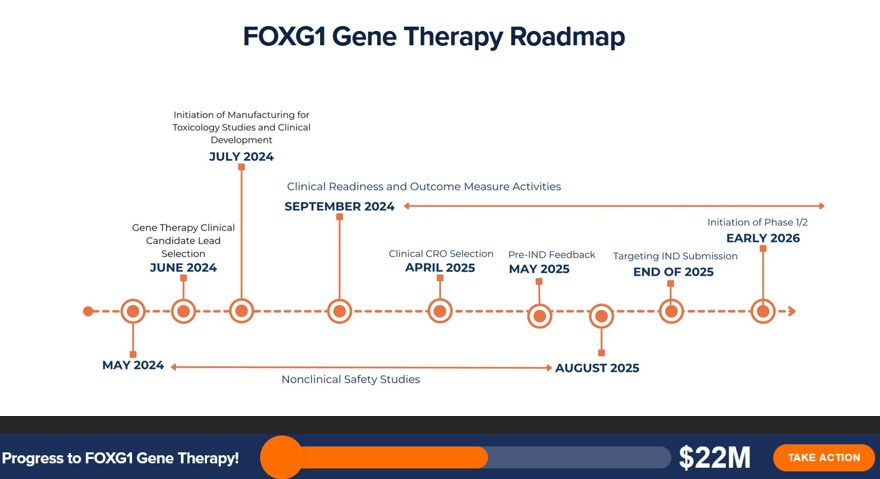 FOXG1 Gene Therapy Roadmap
Initiation of Manufacturing for
Toxicology Studies and Clinical
Development
JULY 2024
Clinical Readiness and Outcome Measure Activities
SEPTEMBER 2024
Gene Therapy Clinical
Candidate Lead
Selection
JUNE 2024
Clinical CRO Selection
APRIL 2025
Pre-IND Feedback
MAY 2025
Targeting IND Submission
END OF 2025
Initiation of Phase 1/2
EARLY 2026
MAY 2024
Nonclinical Safety Studies
AUGUST 2025
Progress to FOXG1 Gene Therapy!
$22M
TAKE ACTION